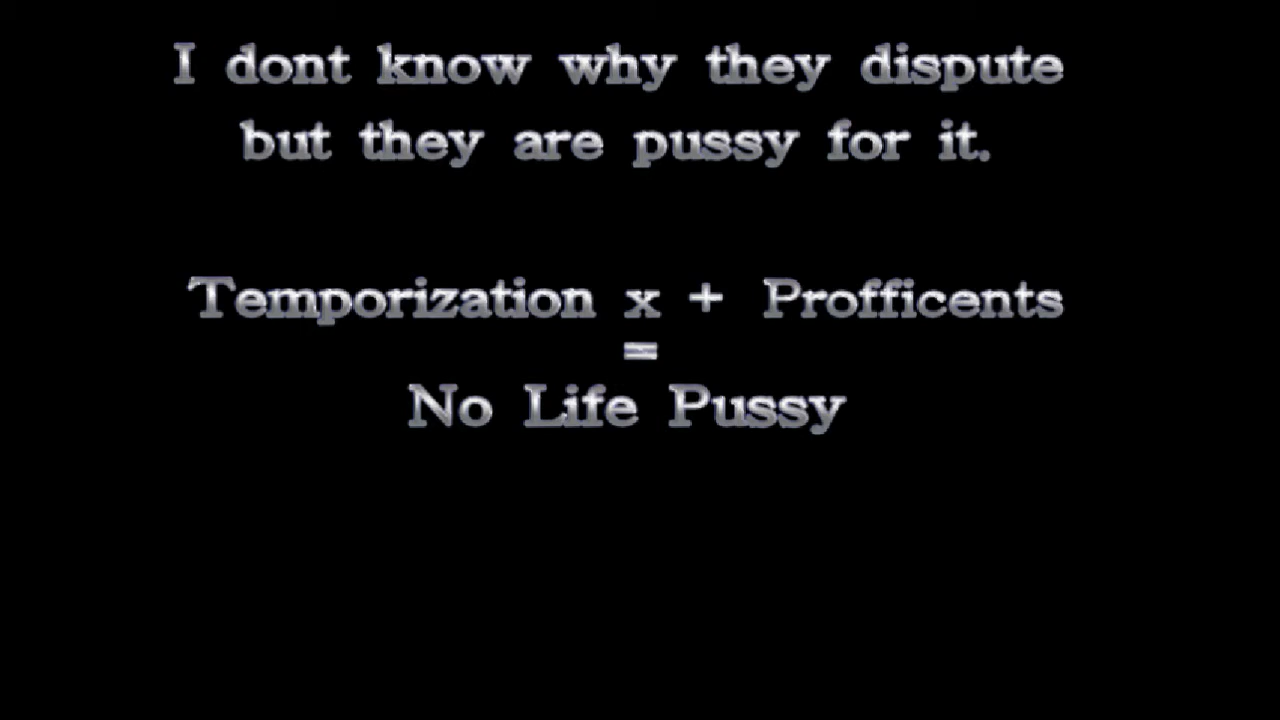 I dont know why they dispute
but they are pussy for it.
Temporization x + Profficents
=
No Life Pussy